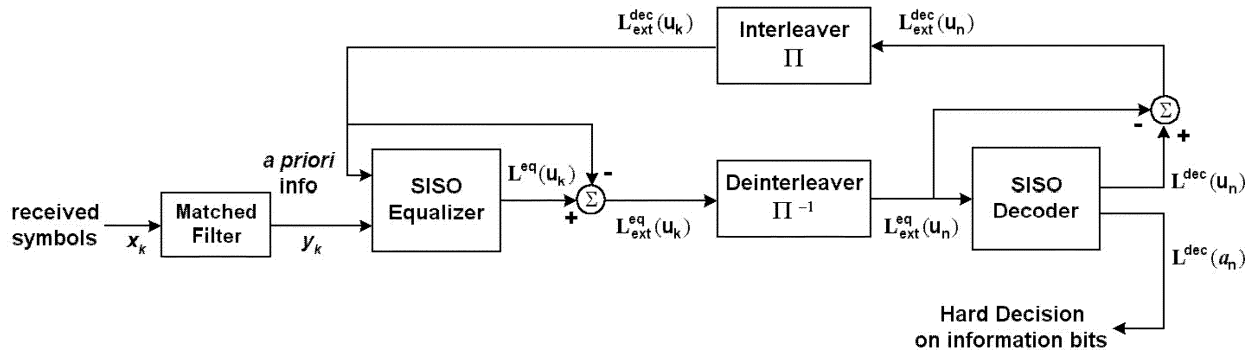 L^dec_ext(u_k)
Interleaver
Π
L^dec_ext(u_n)
Σ
-
+
a priori
info
SISO
Equalizer
L^eq(u_k)
-
Σ
+
Deinterleaver
Π^-1
SISO
Decoder
L^dec(u_n)
received
symbols
x_k
Matched
Filter
y_k
L^eq_ext(u_k)
L^eq_ext(u_n)
L^dec(a_n)
Hard Decision
on information bits